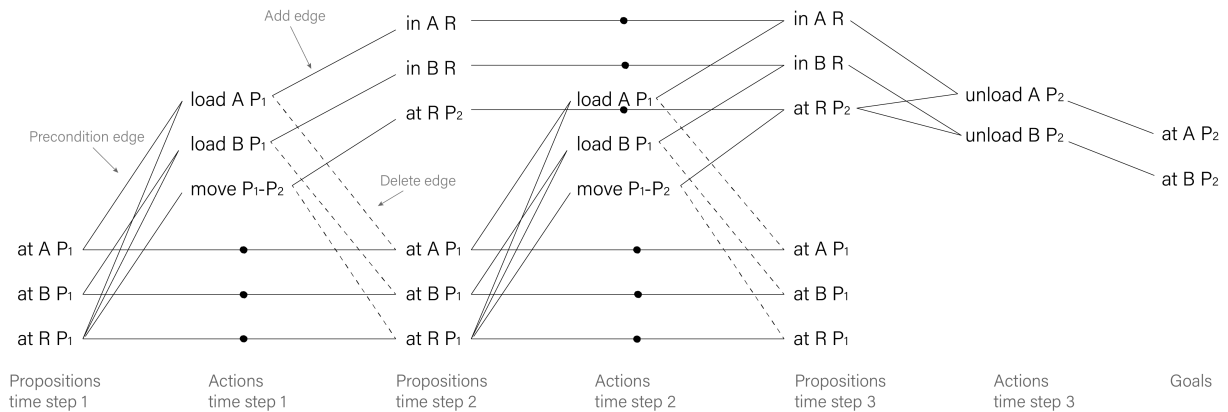 Add edge
in A R
in A R
in B R
in B R
load A P₁
load A P₁
unload A P₂
at R P₂
at R P₂
Precondition edge
at A P₂
load B P₁
load B P₁
unload B P₂
Delete edge
at B P₂
move P₁-P₂
move P₁-P₂
at A P₁
at A P₁
at A P₁
at B P₁
at B P₁
at B P₁
at R P₁
at R P₁
at R P₁
Propositions
time step 1
Actions
time step 1
Propositions
time step 2
Actions
time step 2
Propositions
time step 3
Actions
time step 3
Goals